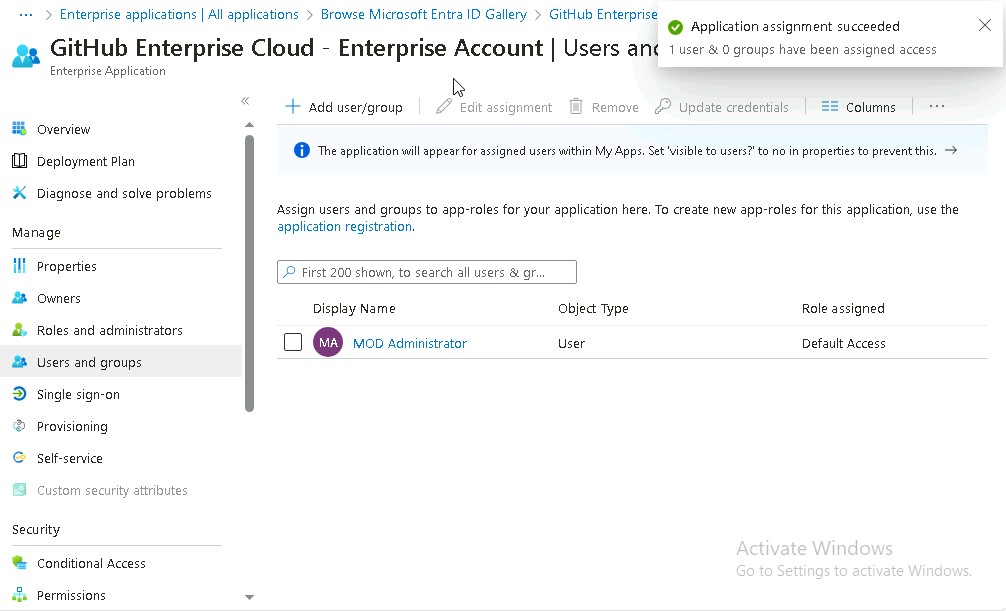 ··· > Enterprise applications | All applications > Browse Microsoft Entra ID Gallery > GitHub Enterprise
Application assignment succeeded
1 user & 0 groups have been assigned access
GitHub Enterprise Cloud - Enterprise Account | Users and
Enterprise Application
«
Add user/group
Edit assignment
Remove
Update credentials
Columns
···
Overview
Deployment Plan
Diagnose and solve problems
Manage
Properties
Owners
Roles and administrators
Users and groups
Single sign-on
Provisioning
Self-service
Custom security attributes
Security
Conditional Access
Permissions
The application will appear for assigned users within My Apps. Set 'visible to users?' to no in properties to prevent this. →
Assign users and groups to app-roles for your application here. To create new app-roles for this application, use the
application registration.
First 200 shown, to search all users & gr...
Display Name Object Type Role assigned
MA MOD Administrator User Default Access
Activate Windows
Go to Settings to activate Windows.